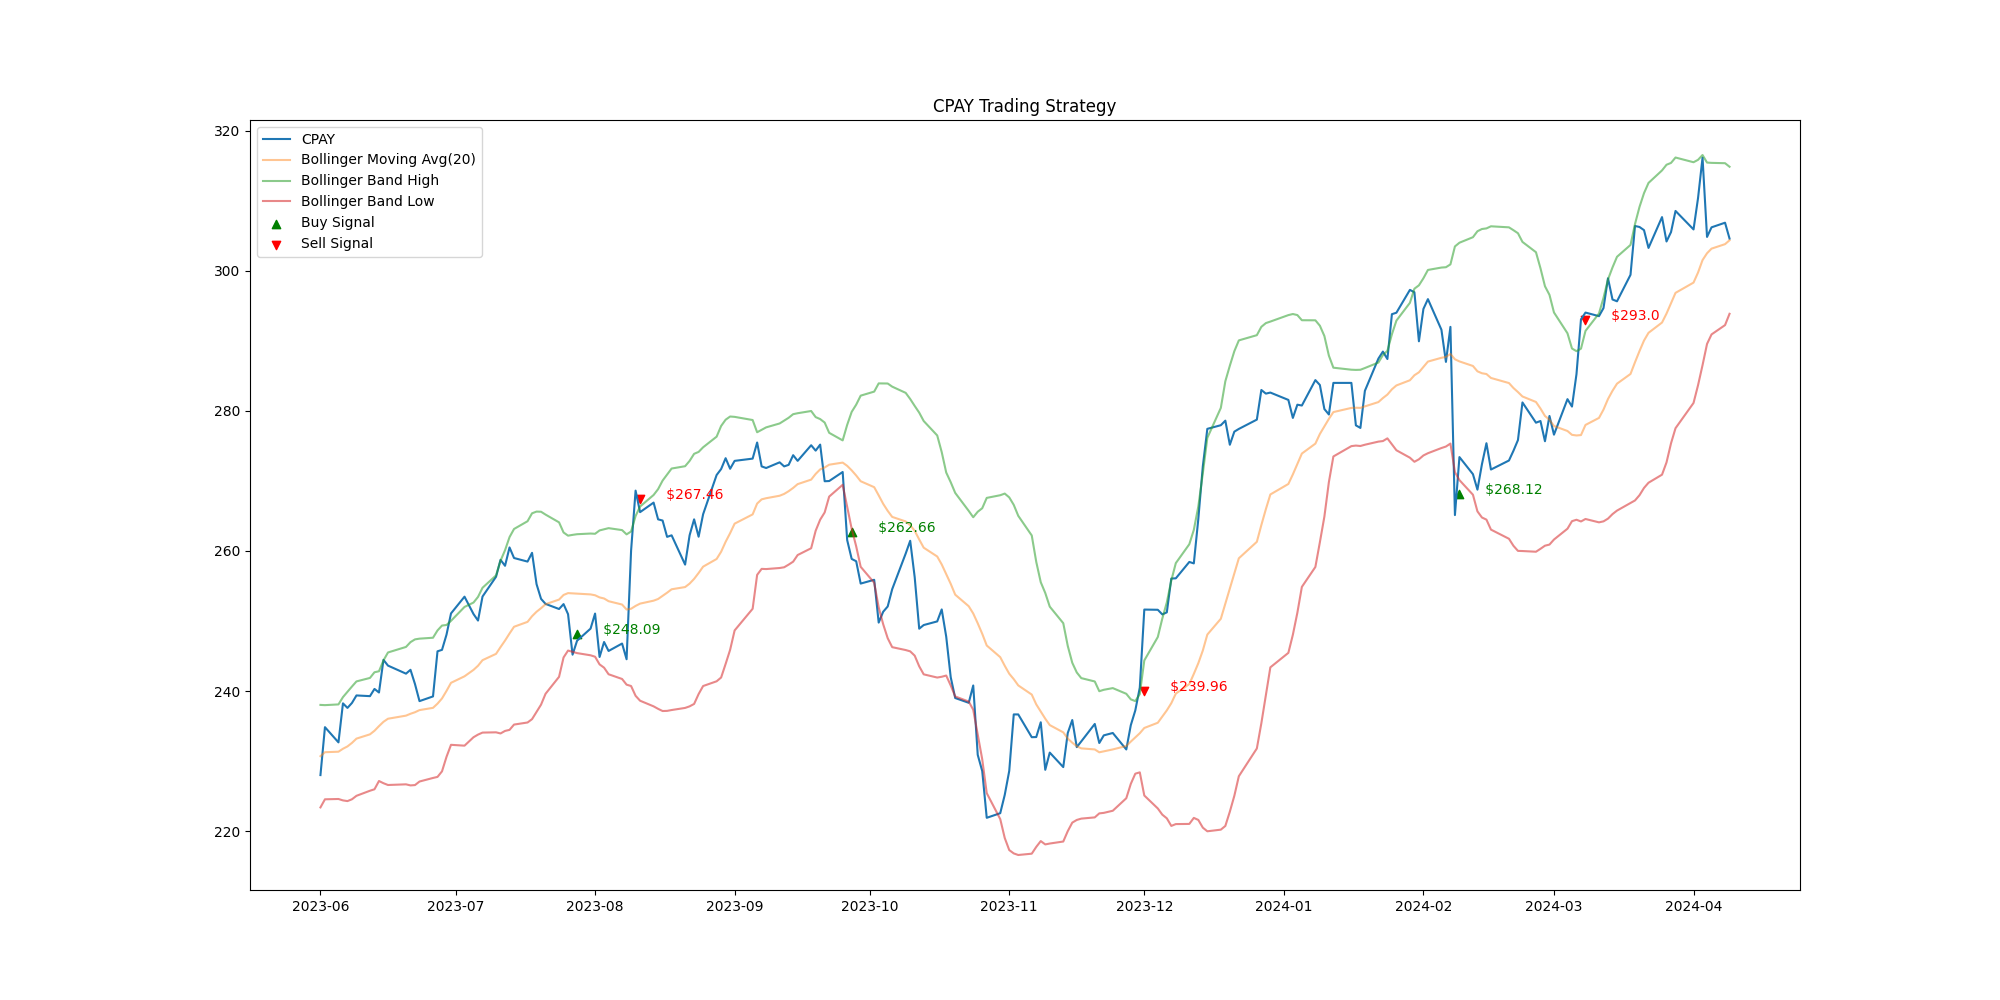 CPAY Trading Strategy
320
300
280
260
240
220
CPAY
Bollinger Moving Avg(20)
Bollinger Band High
Bollinger Band Low
Buy Signal
Sell Signal
$248.09
$267.46
$262.66
$239.96
$268.12
$293.0
2023-06 2023-07 2023-08 2023-09 2023-10 2023-11 2023-12 2024-01 2024-02 2024-03 2024-04